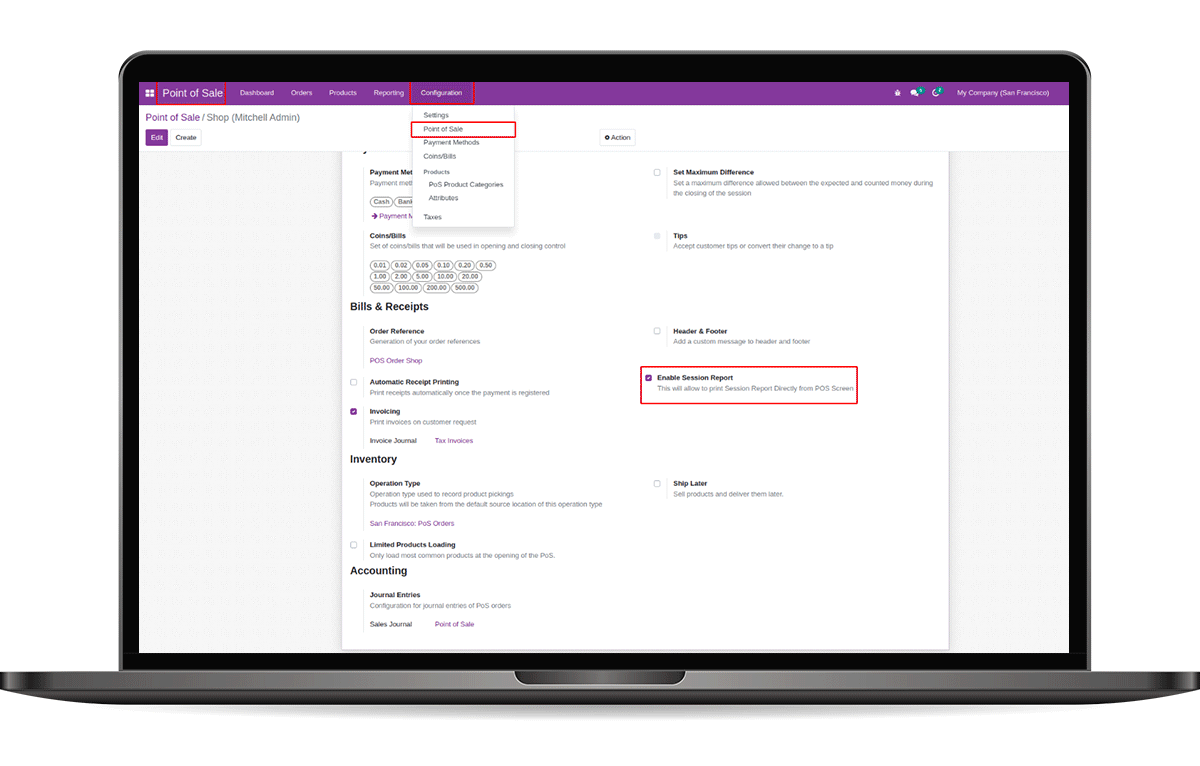 Point of Sale Dashboard Orders Products Reporting Configuration 6 2 My Company (San Francisco)
Point of Sale / Shop (Mitchell Admin)
Edit Create Action
Settings
Point of Sale
Payment Methods
Coins/Bills
Products
PoS Product Categories
Attributes
Taxes
Payment Met
Payment meth
Cash Bank
Payment M
Set Maximum Difference
Set a maximum difference allowed between the expected and counted money during
the closing of the session
Coins/Bills
Set of coins/bills that will be used in opening and closing control
0.01 0.02 0.05 0.10 0.20 0.50
1.00 2.00 5.00 10.00 20.00
50.00 100.00 200.00 500.00
Tips
Accept customer tips or convert their change to a tip
Bills & Receipts
Order Reference
Generation of your order references
POS Order Shop
Header & Footer
Add a custom message to header and footer
Automatic Receipt Printing
Print receipts automatically once the payment is registered
Enable Session Report
This will allow to print Session Report Directly from POS Screen
Invoicing
Print invoices on customer request
Invoice Journal Tax Invoices
Inventory
Operation Type
Operation type used to record product pickings
Products will be taken from the default source location of this operation type
San Francisco: PoS Orders
Ship Later
Sell products and deliver them later.
Limited Products Loading
Only load most common products at the opening of the PoS.
Accounting
Journal Entries
Configuration for journal entries of PoS orders
Sales Journal Point of Sale